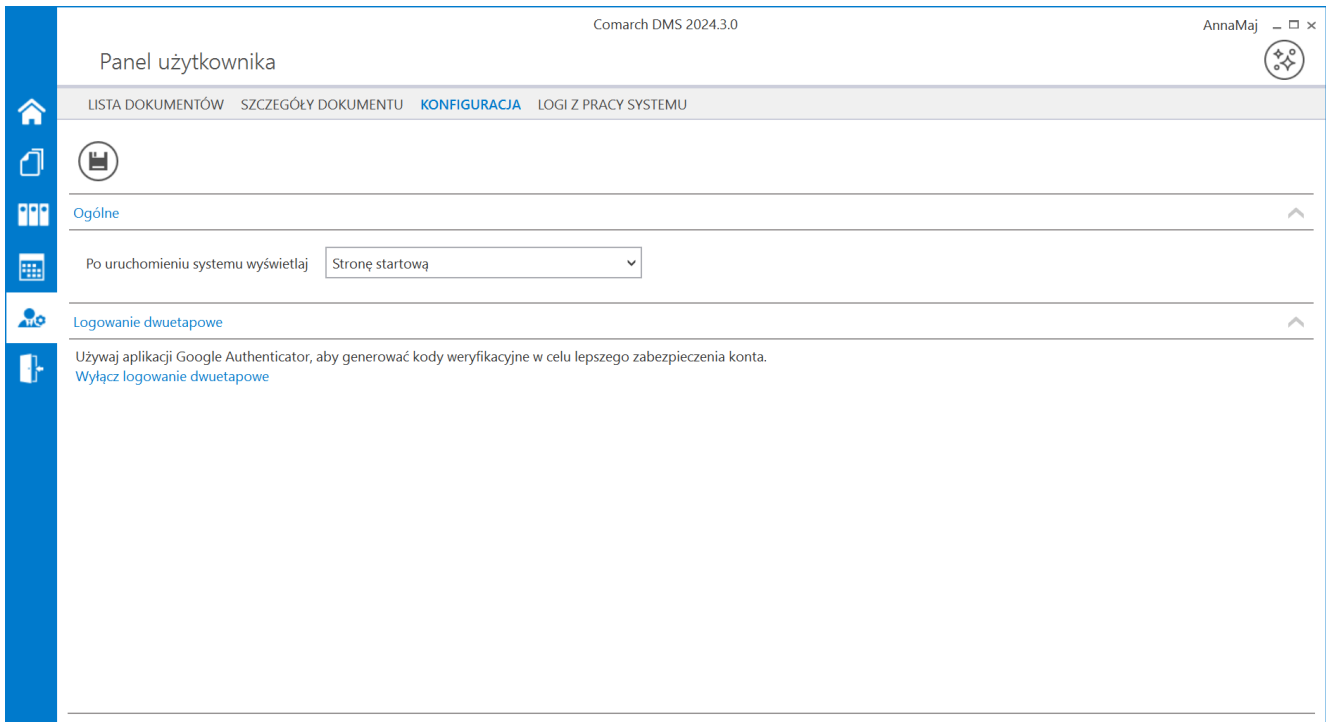 Comarch DMS 2024.3.0
AnnaMaj
Panel użytkownika
LISTA DOKUMENTÓW SZCZEGÓŁY DOKUMENTU KONFIGURACJA LOGI Z PRACY SYSTEMU
Ogólne
Po uruchomieniu systemu wyświetlaj Stronę startową
Logowanie dwuetapowe
Używaj aplikacji Google Authenticator, aby generować kody weryfikacyjne w celu lepszego zabezpieczenia konta.
Wyłącz logowanie dwuetapowe